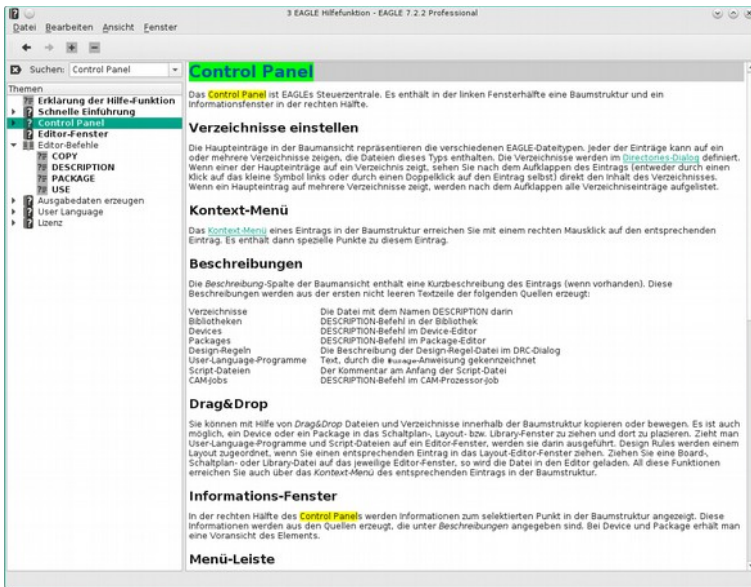 3 EAGLE Hilfefunktion - EAGLE 7.2.2 Professional
Datei Bearbeiten Ansicht Fenster
Suchen: Control Panel
Themen
Erklärung der Hilfe-Funktion
Schnelle Einführung
Control Panel
Editor-Fenster
Editor-Befehle
COPY
DESCRIPTION
PACKAGE
USE
Ausgabedaten erzeugen
User Language
Lizenz
Control Panel
Das Control Panel ist EAGLEs Steuerzentrale. Es enthält in der linken Fensterhälfte eine Baumstruktur und ein
Informationsfenster in der rechten Hälfte.
Verzeichnisse einstellen
Die Haupteinträge in der Baumansicht repräsentieren die verschiedenen EAGLE-Dateitypen. Jeder der Einträge kann auf ein
oder mehrere Verzeichnisse zeigen, die Dateien dieses Typs enthalten. Die Verzeichnisse werden im Directories-Dialog definiert.
Wenn einer der Haupteinträge auf ein Verzeichnis zeigt, sehen Sie nach dem Aufklappen des Eintrags (entweder durch einen
Klick auf das kleine Symbol links oder durch einen Doppelklick auf den Eintrag selbst) direkt den Inhalt des Verzeichnisses.
Wenn ein Haupteintrag auf mehrere Verzeichnisse zeigt, werden nach dem Aufklappen alle Verzeichniseinträge aufgelistet.
Kontext-Menü
Das Kontext-Menü eines Eintrags in der Baumstruktur erreichen Sie mit einem rechten Mausklick auf den entsprechenden
Eintrag. Es enthält dann spezielle Punkte zu diesem Eintrag.
Beschreibungen
Die Beschreibung-Spalte der Baumansicht enthält eine Kurzbeschreibung des Eintrags (wenn vorhanden). Diese
Beschreibungen werden aus der ersten nicht leeren Textzeile der folgenden Quellen erzeugt:
Verzeichnisse Die Datei mit dem Namen DESCRIPTION darin
Bibliotheken DESCRIPTION-Befehl in der Bibliothek
Devices DESCRIPTION-Befehl im Device-Editor
Packages DESCRIPTION-Befehl im Package-Editor
Design-Regeln Die Beschreibung der Design-Regel-Datei im DRC-Dialog
User-Language-Programme Text, durch die #usage-Anweisung gekennzeichnet
Script-Dateien Der Kommentar am Anfang der Script-Datei
CAM-Jobs DESCRIPTION-Befehl im CAM-Prozessor-Job
Drag&Drop
Sie können mit Hilfe von Drag&Drop Dateien und Verzeichnisse innerhalb der Baumstruktur kopieren oder bewegen. Es ist auch
möglich, ein Device oder ein Package in das Schaltplan-, Layout- bzw. Library-Fenster zu ziehen und dort zu plazieren. Zieht man
User-Language-Programme und Script-Dateien auf ein Editor-Fenster, werden sie darin ausgeführt. Design Rules werden einem
Layout zugeordnet, wenn Sie einen entsprechenden Eintrag in das Layout-Editor-Fenster ziehen. Ziehen Sie eine Board-,
Schaltplan- oder Library-Datei auf das jeweilige Editor-Fenster, so wird die Datei in den Editor geladen. All diese Funktionen
erreichen Sie auch über das Kontext-Menü des entsprechenden Eintrags in der Baumstruktur.
Informations-Fenster
In der rechten Hälfte des Control Panels werden Informationen zum selektierten Punkt in der Baumstruktur angezeigt. Diese
Informationen werden aus den Quellen erzeugt, die unter Beschreibungen angegeben sind. Bei Device und Package erhält man
eine Voransicht des Elements.
Menü-Leiste